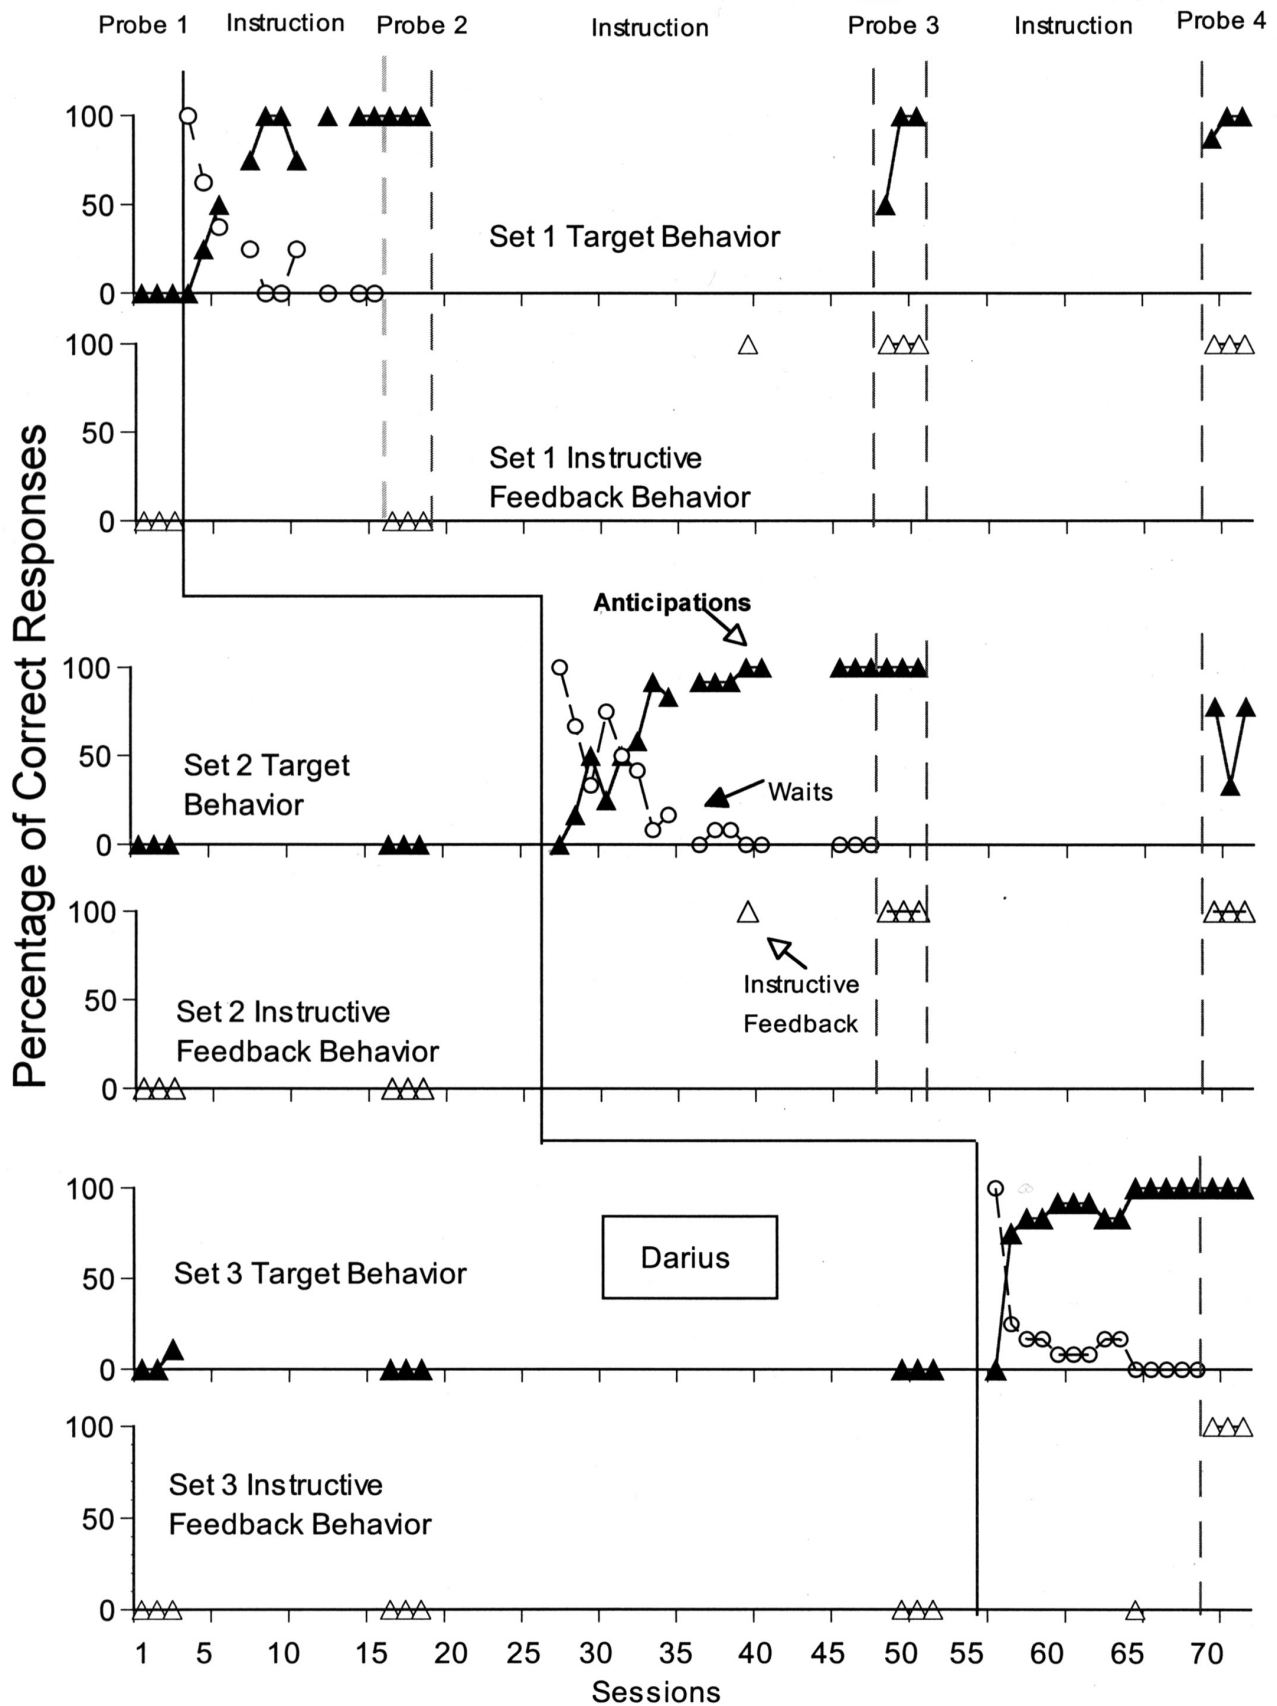 Probe 1 Instruction Probe 2 Instruction Probe 3 Instruction Probe 4
100
50
0
Set 1 Target Behavior
100
50
0
Set 1 Instructive
Feedback Behavior
Percentage of Correct Responses
Anticipations
100
50
0
Set 2 Target
Behavior
Waits
100
50
0
Set 2 Instructive
Feedback Behavior
Instructive
Feedback
100
50
0
Set 3 Target Behavior
Darius
100
50
0
Set 3 Instructive
Feedback Behavior
1 5 10 15 20 25 30 35 40 45 50 55 60 65 70
Sessions